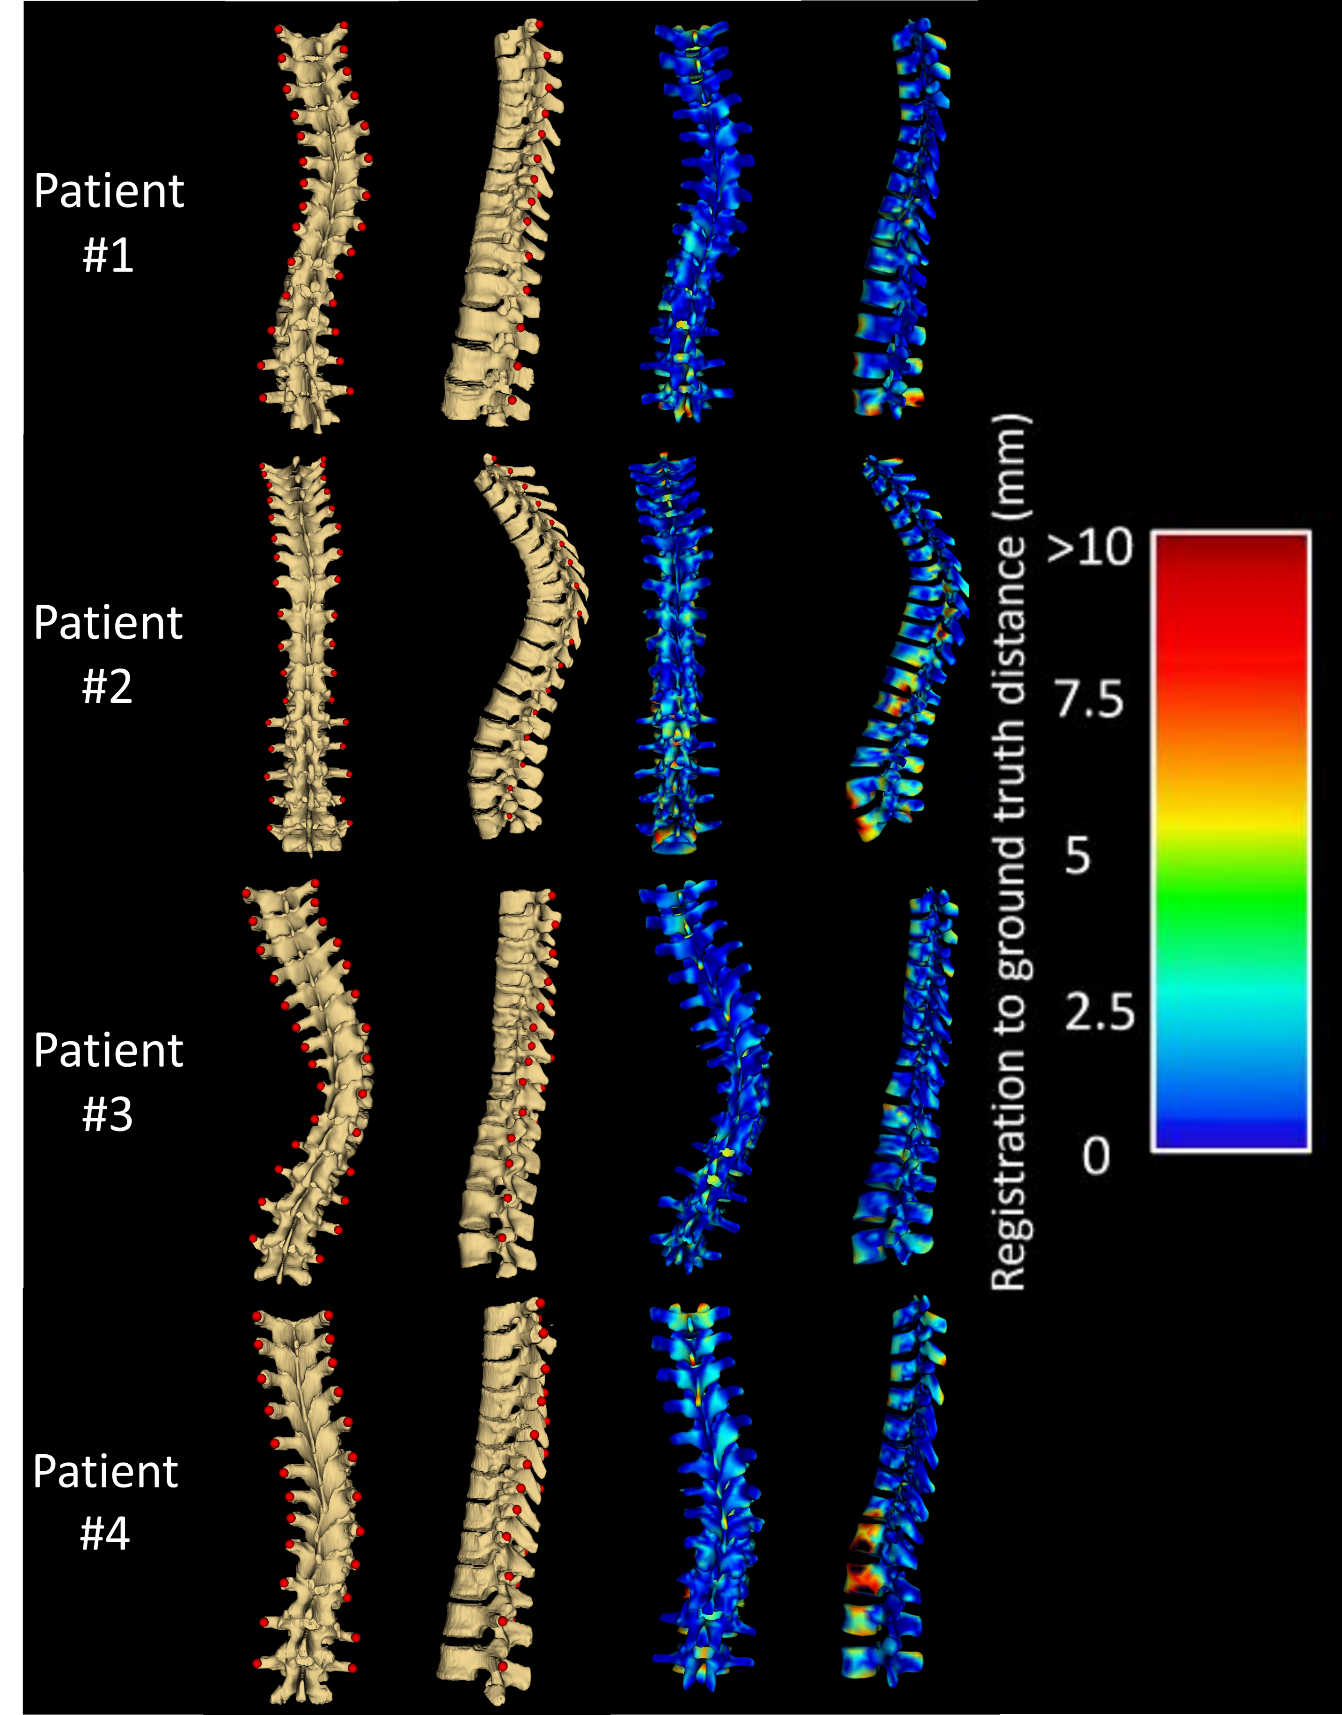 Patient
#1
Patient
#2
Patient
#3
Patient
#4
Registration to ground truth distance (mm)
>10
7.5
5
2.5
0